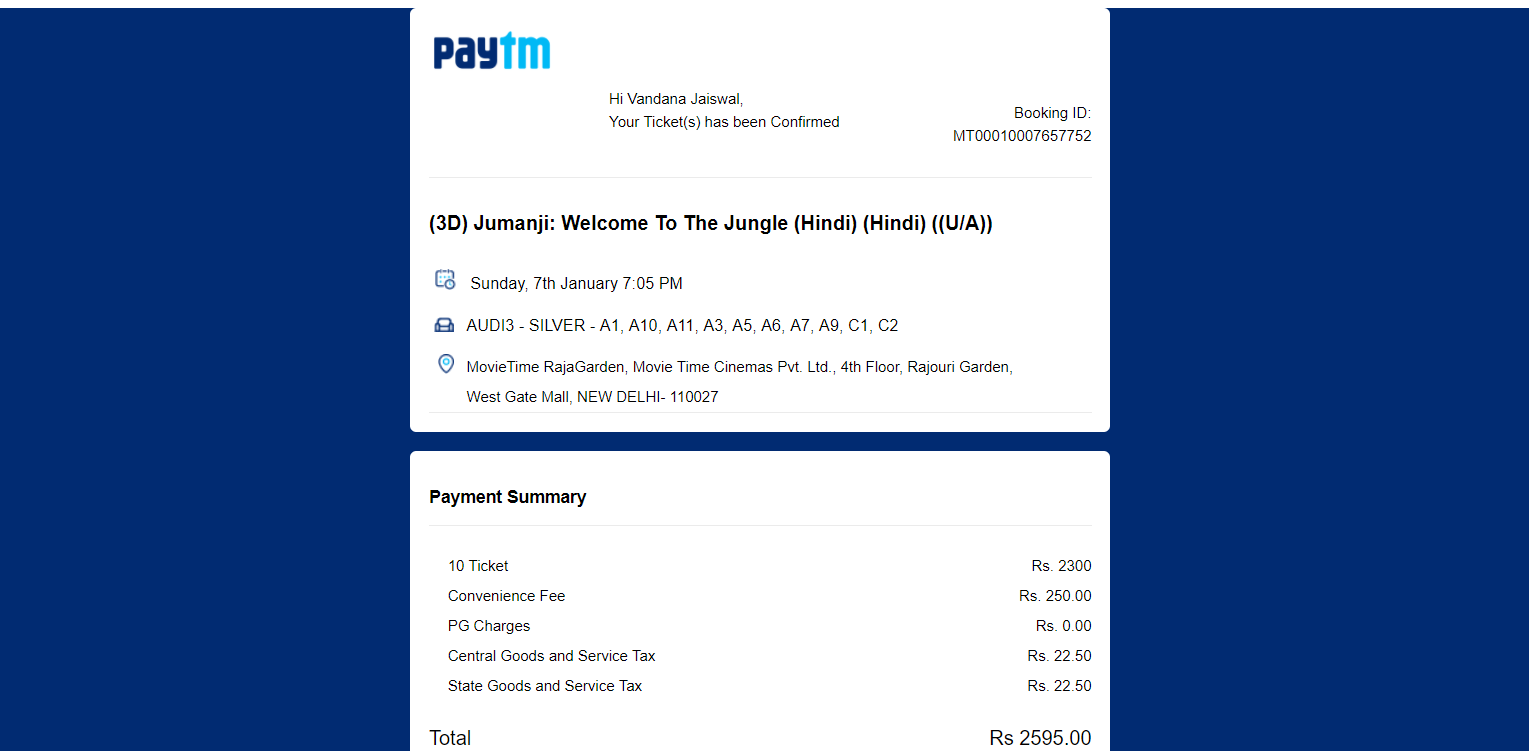 paytm
Hi Vandana Jaiswal,
Your Ticket(s) has been Confirmed
Booking ID:
MT00010007657752
(3D) Jumanji: Welcome To The Jungle (Hindi) (Hindi) ((U/A))
Sunday, 7th January 7:05 PM
AUDI3 - SILVER - A1, A10, A11, A3, A5, A6, A7, A9, C1, C2
MovieTime RajaGarden, Movie Time Cinemas Pvt. Ltd., 4th Floor, Rajouri Garden,
West Gate Mall, NEW DELHI- 110027
Payment Summary
10 Ticket Rs. 2300
Convenience Fee Rs. 250.00
PG Charges Rs. 0.00
Central Goods and Service Tax Rs. 22.50
State Goods and Service Tax Rs. 22.50
Total Rs 2595.00